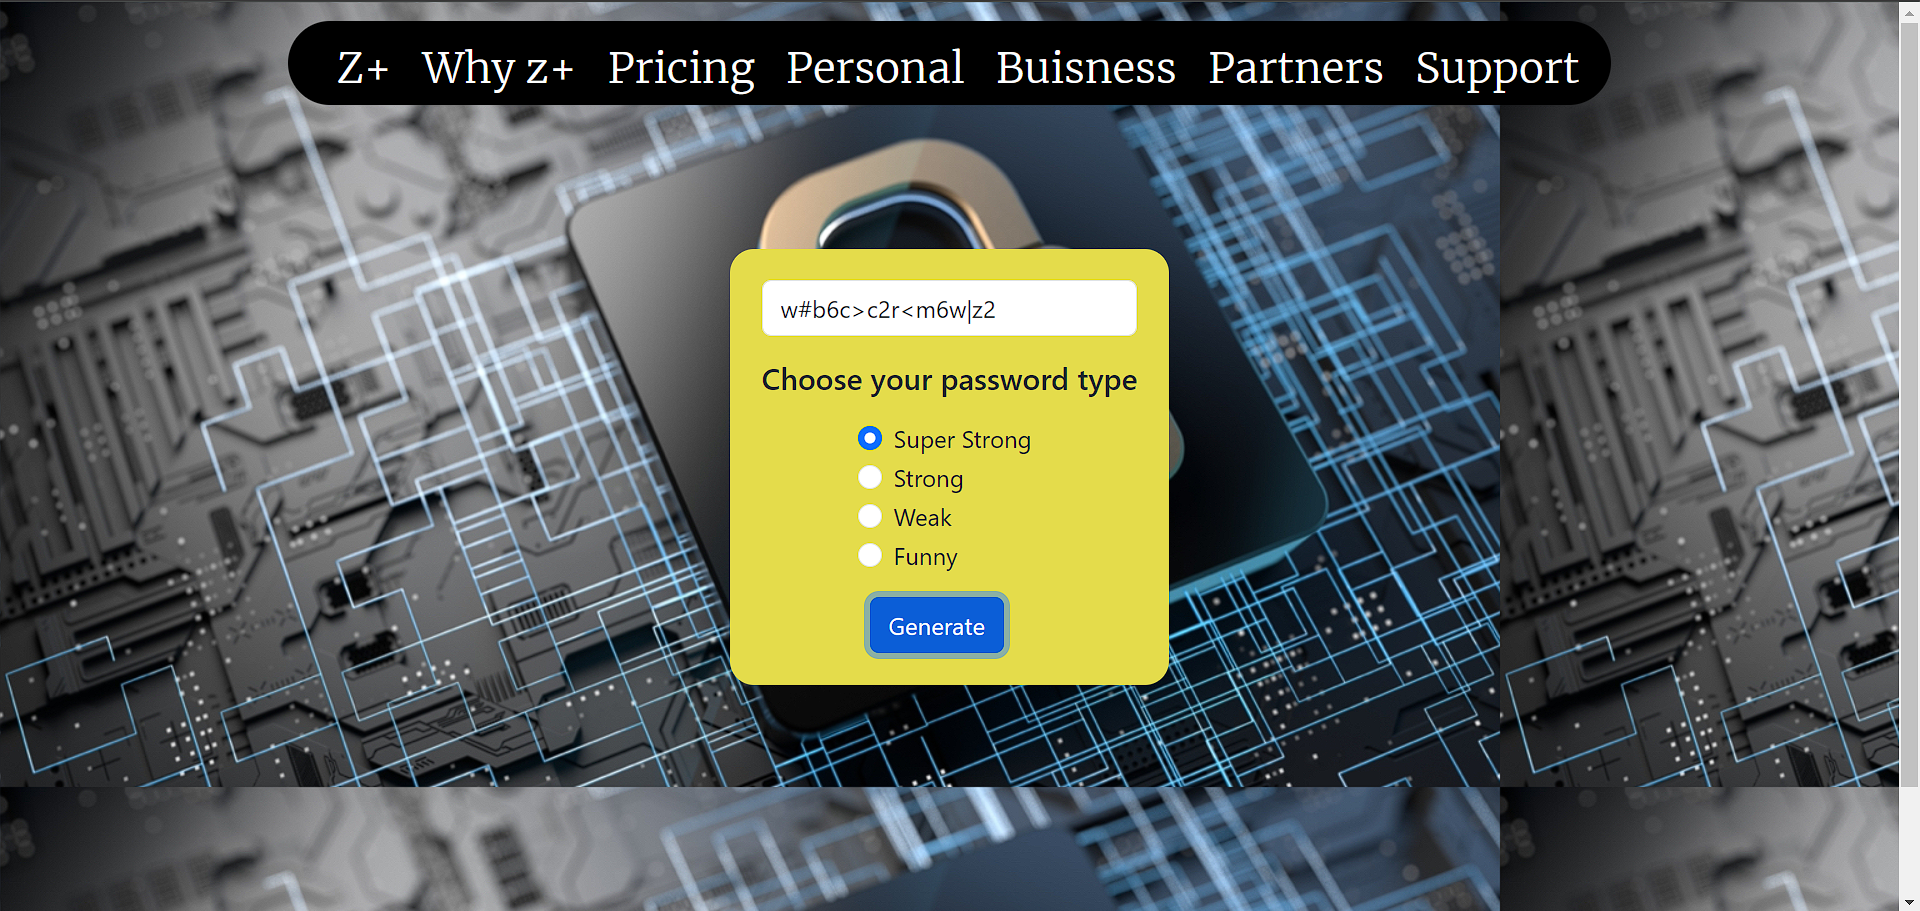 Z+ Why z+ Pricing Personal Buisness Partners Support
w#b6c>c2r<m6w|z2
Choose your password type
Super Strong
Strong
Weak
Funny
Generate